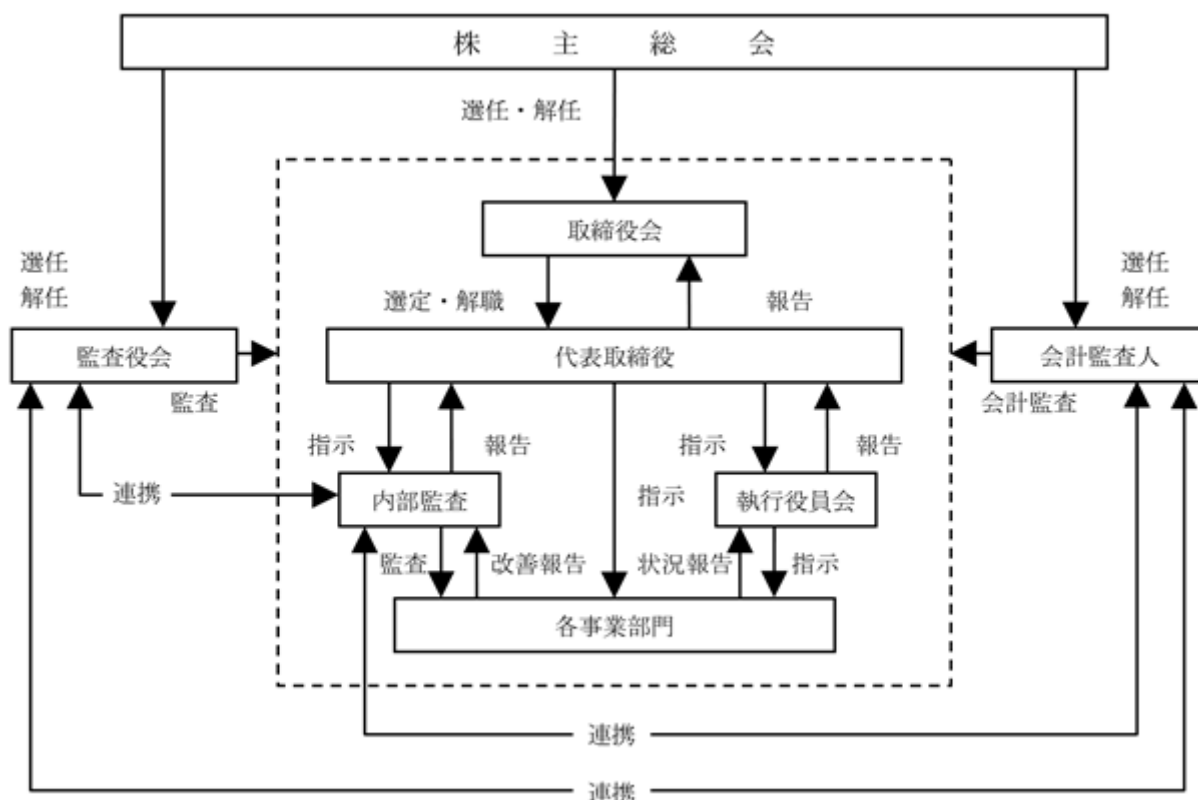 株主総会
選任・解任
取締役会
選任
解任
選定・解職
報告
選任
解任
監査役会
代表取締役
会計監査人
監査
会計監査
指示
報告
指示
報告
連携
内部監査
指示
執行役員会
監査
改善報告
状況報告
指示
各事業部門
連携
連携